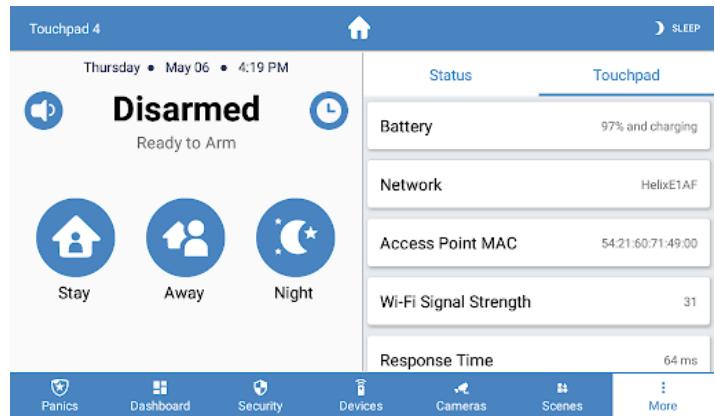 Touchpad 4
SLEEP
Thursday • May 06 • 4:19 PM
Disarmed
Ready to Arm
Stay
Away
Night
Status
Touchpad
Battery 97% and charging
Network HelixE1AF
Access Point MAC 54:21:60:71:49:00
Wi-Fi Signal Strength 31
Response Time 64 ms
Panics
Dashboard
Security
Devices
Cameras
Scenes
More